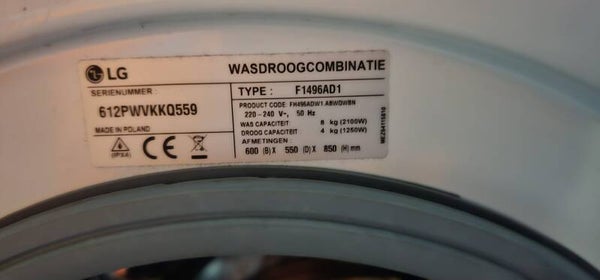 LG WASDROOGCOMBINATIE
SERIENUMMER :
612PWVKKQ559
MADE IN POLAND
(IPX4)
TYPE : F1496AD1
PRODUCT CODE: FH496ADW1.ABWQWBN
220 - 240 V~, 50 Hz
WAS CAPACITEIT 8 kg (2100W)
DROOG CAPACITEIT 4 kg (1250W)
AFMETINGEN
600 (B) X 550 (D) X 850 (H) mm